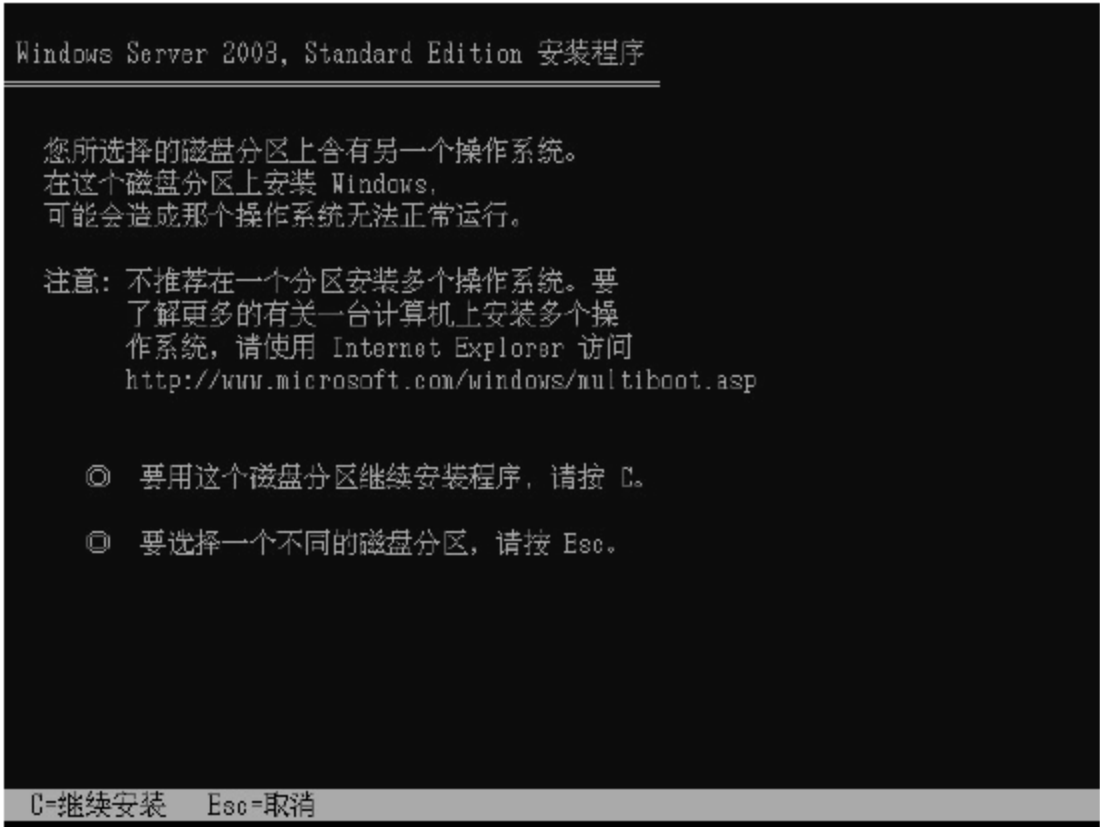 Windows Server 2003, Standard Edition 安装程序
您所选择的磁盘分区上含有另一个操作系统。
在这个磁盘分区上安装 Windows,
可能会造成那个操作系统无法正常运行。
注意: 不推荐在一个分区安装多个操作系统。要
了解更多的有关一台计算机上安装多个操
作系统，请使用 Internet Explorer 访问
http://www.microsoft.com/windows/multiboot.asp
◎ 要用这个磁盘分区继续安装程序，请按 C。
◎ 要选择一个不同的磁盘分区，请按 Esc。
C=继续安装 Esc=取消